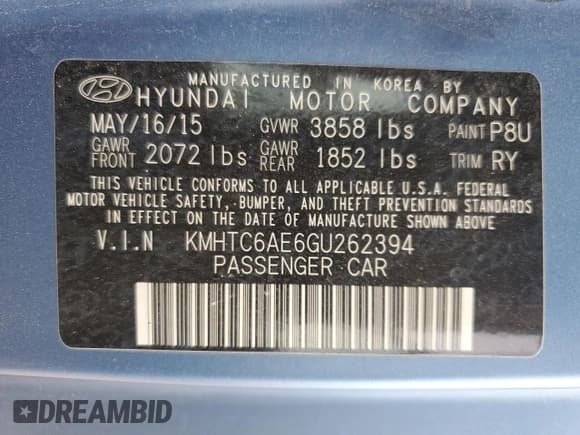 MANUFACTURED IN KOREA BY
HYUNDAI MOTOR COMPANY
MAY/16/15 GVWR 3858 lbs PAINT P8U
GAWR FRONT 2072 lbs GAWR REAR 1852 lbs TRIM RY
THIS VEHICLE CONFORMS TO ALL APPLICABLE U.S.A. FEDERAL
MOTOR VEHICLE SAFETY, BUMPER, AND THEFT PREVENTION STANDARDS
IN EFFECT ON THE DATE OF MANUFACTURE SHOWN ABOVE
V.I.N KMHTC6AE6GU262394
PASSENGER CAR
DREAMBID